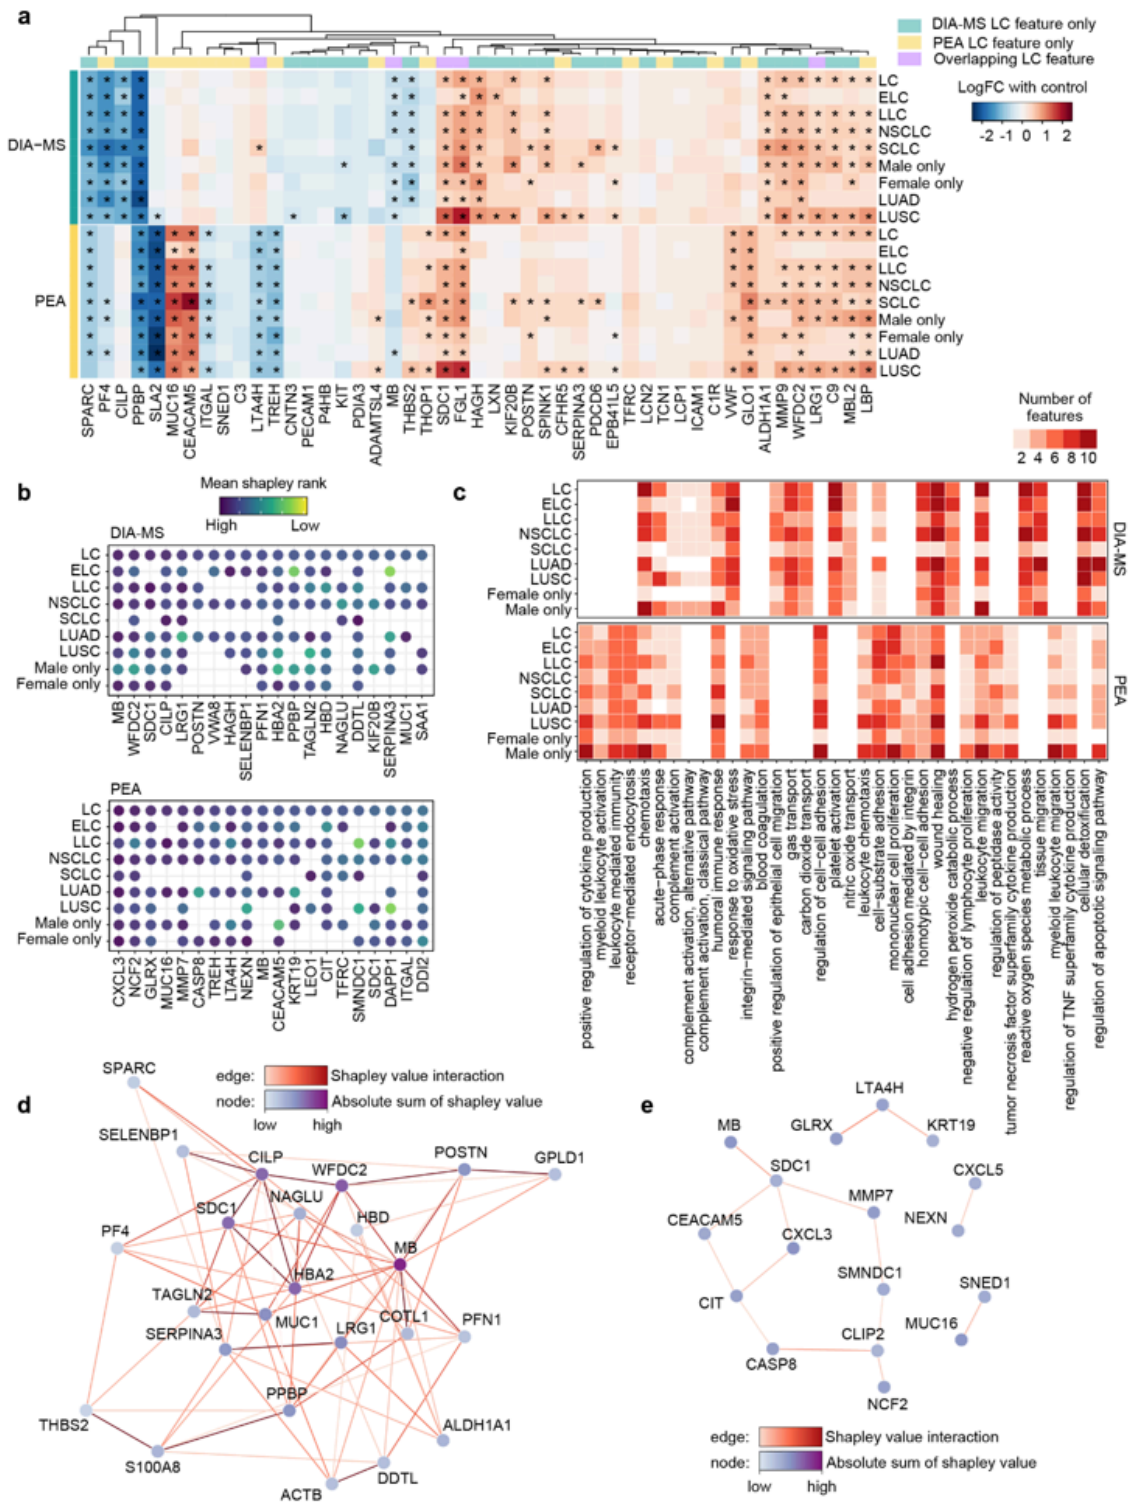 a
DIA-MS LC feature only
PEA LC feature only
Overlapping LC feature
LogFC with control
-2 -1 0 1 2
DIA-MS
LC
ELC
LLC
NSCLC
SCLC
Male only
Female only
LUAD
LUSC
PEA
LC
ELC
LLC
NSCLC
SCLC
Male only
Female only
LUAD
LUSC
SPARC
PF4
CILP
PPBP
SLA2
MUC16
CEACAM5
ITGAL
SNED1
C3
LTA4H
TREH
CNTN3
PECAM1
P4HB
KIT
PDIA3
ADAMTSL4
MB
THBS2
THOP1
SDC1
FGL1
HAGH
LXN
KIF20B
POSTN
SPINK1
CFHR5
SERPINA3
PDCD6
EPB41L5
TFRC
LCN2
TCN1
LCP1
ICAM1
C1R
VWF
GLO1
ALDH1A1
MMP9
WFDC2
LRG1
C9
MBL2
LBP
Number of
features
2 4 6 8 10
b
Mean shapley rank
High Low
DIA-MS
LC
ELC
LLC
NSCLC
SCLC
LUAD
LUSC
Male only
Female only
MB
WFDC2
SDC1
CILP
LRG1
POSTN
VWA8
HAGH
SELENBP1
PFN1
HBA2
PPBP
TAGLN2
HBD
NAGLU
DDTL
KIF20B
SERPINA3
MUC1
SAA1
PEA
LC
ELC
LLC
NSCLC
SCLC
LUAD
LUSC
Male only
Female only
CXCL3
NCF2
GLRX
MUC16
MMP7
CASP8
TREH
LTA4H
NEXN
MB
CEACAM5
KRT19
LEO1
CIT
TFRC
SMNDC1
SDC1
DAPP1
ITGAL
DDI2
c
LC
ELC
LLC
NSCLC
SCLC
LUAD
LUSC
Female only
Male only
DIA-MS
LC
ELC
LLC
NSCLC
SCLC
LUAD
LUSC
Female only
Male only
PEA
positive regulation of cytokine production
myeloid leukocyte activation
leukocyte mediated immunity
receptor-mediated endocytosis
chemotaxis
acute-phase response
complement activation
complement activation, alternative pathway
complement activation, classical pathway
humoral immune response
response to oxidative stress
integrin-mediated signaling pathway
blood coagulation
positive regulation of epithelial cell migration
gas transport
carbon dioxide transport
regulation of cell-cell adhesion
platelet activation
nitric oxide transport
leukocyte chemotaxis
cell-substrate adhesion
mononuclear cell proliferation
cell adhesion mediated by integrin
homotypic cell-cell adhesion
wound healing
hydrogen peroxide catabolic process
negative regulation of lymphocyte proliferation
leukocyte migration
regulation of peptidase activity
tumor necrosis factor superfamily cytokine production
reactive oxygen species metabolic process
tissue migration
myeloid leukocyte migration
regulation of TNF superfamily cytokine production
cellular detoxification
regulation of apoptotic signaling pathway
d
edge: Shapley value interaction
node: Absolute sum of shapley value
low high
SPARC
SELENBP1
CILP
WFDC2
POSTN
GPLD1
NAGLU
SDC1
HBD
PF4
MB
HBA2
TAGLN2
MUC1
COTL1
SERPINA3
LRG1
PFN1
PPBP
THBS2
ALDH1A1
S100A8
DDTL
ACTB
e
LTA4H
MB
GLRX
KRT19
SDC1
CXCL5
MMP7
CEACAM5
NEXN
CXCL3
SMNDC1
SNED1
CIT
MUC16
CLIP2
CASP8
NCF2
edge: Shapley value interaction
node: Absolute sum of shapley value
low high